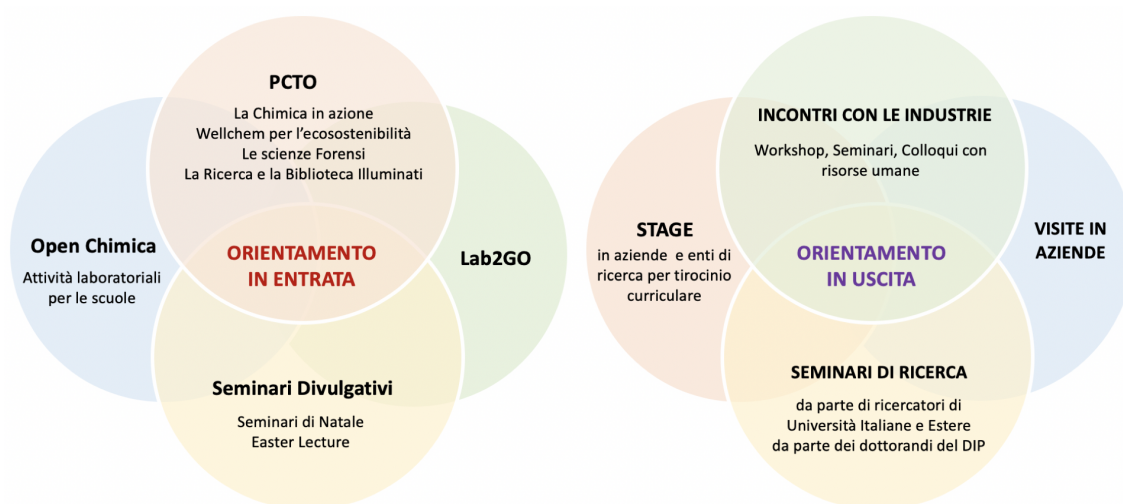 PCTO
La Chimica in azione
Wellchem per l’ecosostenibilità
Le scienze Forensi
La Ricerca e la Biblioteca Illuminati
Open Chimica
Attività laboratoriali
per le scuole
ORIENTAMENTO
IN ENTRATA
Lab2GO
Seminari Divulgativi
Seminari di Natale
Easter Lecture
INCONTRI CON LE INDUSTRIE
Workshop, Seminari, Colloqui con
risorse umane
STAGE
in aziende e enti di
ricerca per tirocinio
curriculare
ORIENTAMENTO
IN USCITA
VISITE IN
AZIENDE
SEMINARI DI RICERCA
da parte di ricercatori di
Università Italiane e Estere
da parte dei dottorandi del DIP